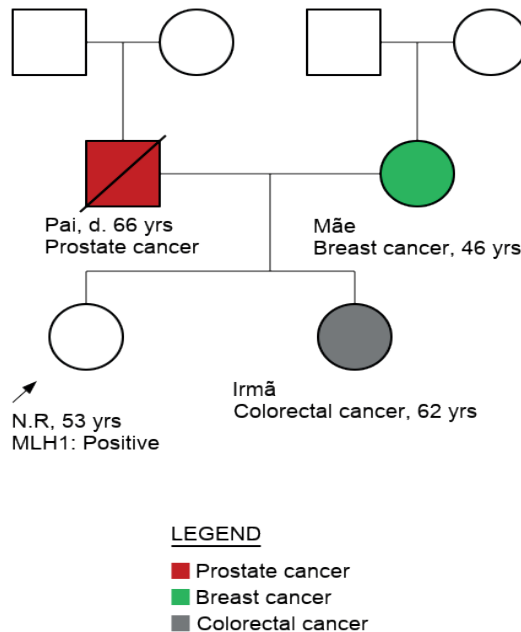 Pai, d. 66 yrs
Prostate cancer
Mãe
Breast cancer, 46 yrs
N.R, 53 yrs
MLH1: Positive
Irmã
Colorectal cancer, 62 yrs
LEGEND
Prostate cancer
Breast cancer
Colorectal cancer